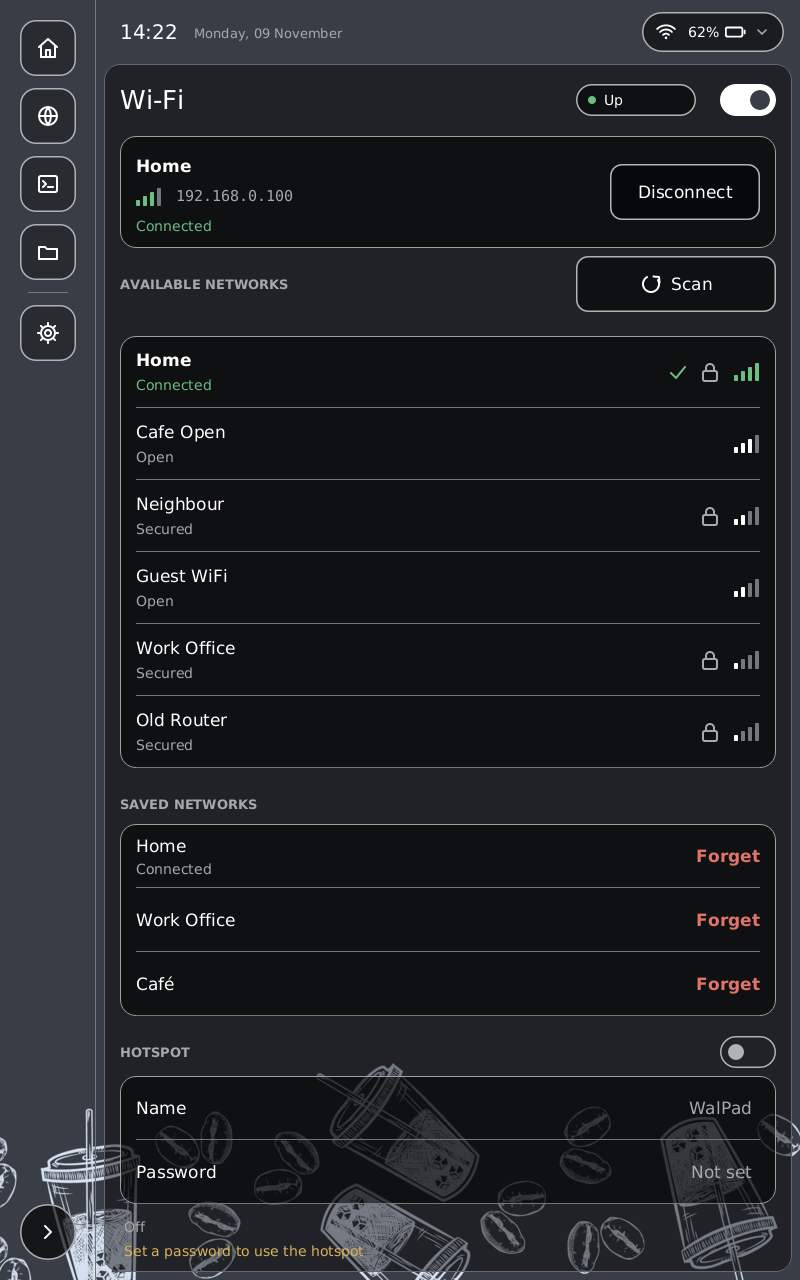 14:22 Monday, 09 November 62%
Wi-Fi Up
Home
192.168.0.100 Disconnect
Connected
AVAILABLE NETWORKS Scan
Home
Connected
Cafe Open
Open
Neighbour
Secured
Guest WiFi
Open
Work Office
Secured
Old Router
Secured
SAVED NETWORKS
Home
Connected
Forget
Work Office Forget
Café Forget
HOTSPOT
Name WalPad
Password Not set
Off
Set a password to use the hotspot